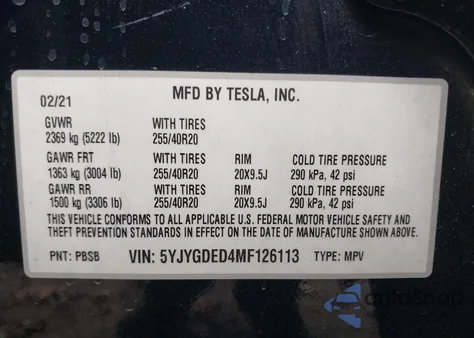 MFD BY TESLA, INC.
02/21
GVWR WITH TIRES
2369 kg (5222 lb) 255/40R20
GAWR FRT WITH TIRES RIM COLD TIRE PRESSURE
1363 kg (3004 lb) 255/40R20 20X9.5J 290 kPa, 42 psi
GAWR RR WITH TIRES RIM COLD TIRE PRESSURE
1500 kg (3306 lb) 255/40R20 20X9.5J 290 kPa, 42 psi
THIS VEHICLE CONFORMS TO ALL APPLICABLE U.S. FEDERAL MOTOR VEHICLE SAFETY AND
THEFT PREVENTION STANDARDS IN EFFECT ON THE DATE OF MANUFACTURE SHOWN ABOVE.
PNT: PBSB VIN: 5YJYGDED4MF126113 TYPE: MPV
autoSnap